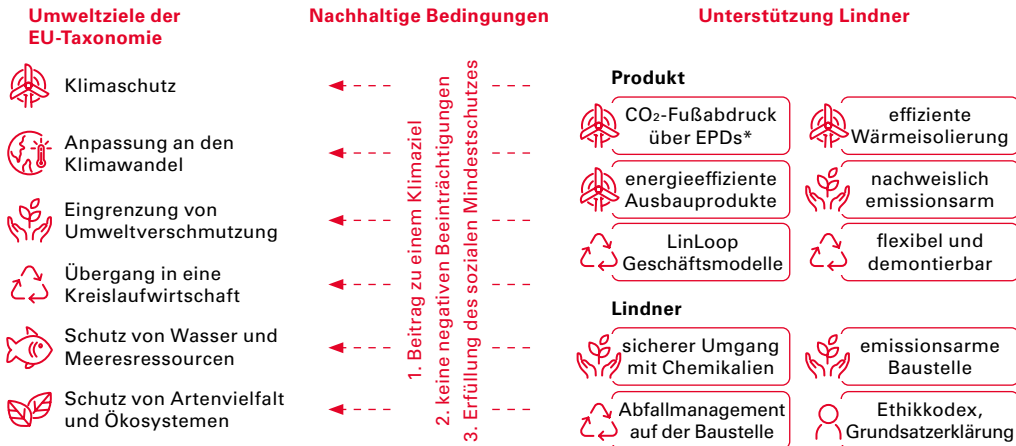 Umweltziele der
EU-Taxonomie
Klimaschutz
Anpassung an den
Klimawandel
Eingrenzung von
Umweltverschmutzung
Übergang in eine
Kreislaufwirtschaft
Schutz von Wasser und
Meeresressourcen
Schutz von Artenvielfalt
und Ökosystemen
Nachhaltige Bedingungen
1. Beitrag zu einem Klimaziel
2. keine negativen Beeinträchtigungen
3. Erfüllung des sozialen Mindestschutzes
Unterstützung Lindner
Produkt
CO₂-Fußabdruck
über EPDs*
effiziente
Wärmeisolierung
energieeffiziente
Ausbauprodukte
nachweislich
emissionsarm
LinLoop
Geschäftsmodelle
flexibel und
demontierbar
Lindner
sicherer Umgang
mit Chemikalien
emissionsarme
Baustelle
Abfallmanagement
auf der Baustelle
Ethikkodex,
Grundsatzerklärung